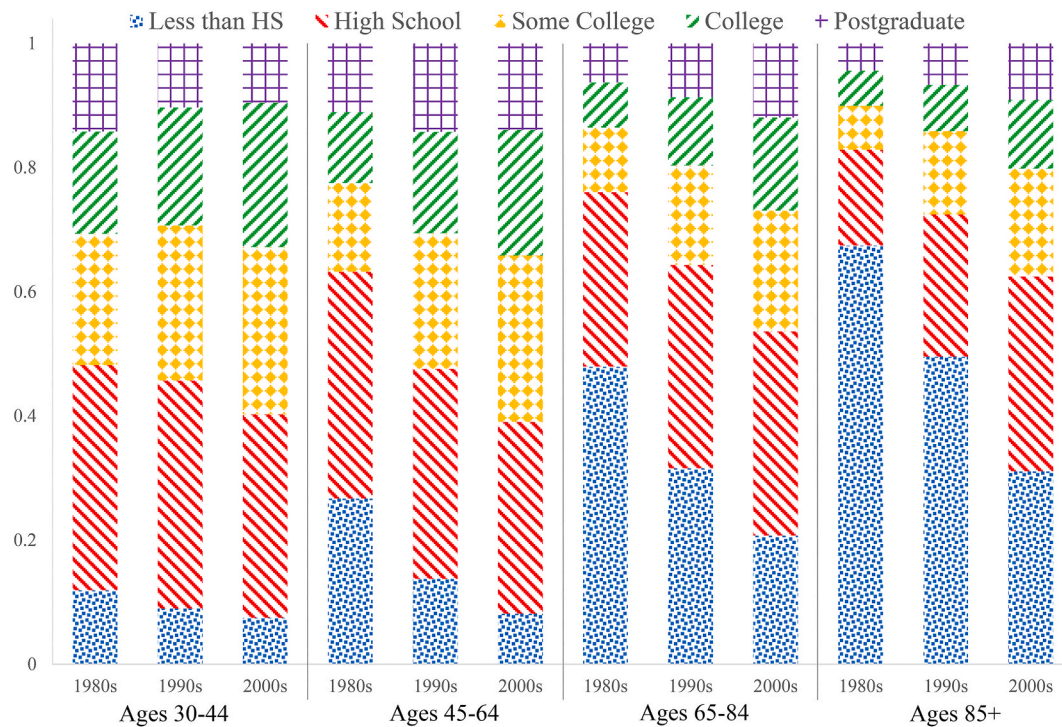 Less than HS High School Some College College Postgraduate
1
0.8
0.6
0.4
0.2
0
1980s 1990s 2000s 1980s 1990s 2000s 1980s 1990s 2000s 1980s 1990s 2000s
Ages 30-44 Ages 45-64 Ages 65-84 Ages 85+